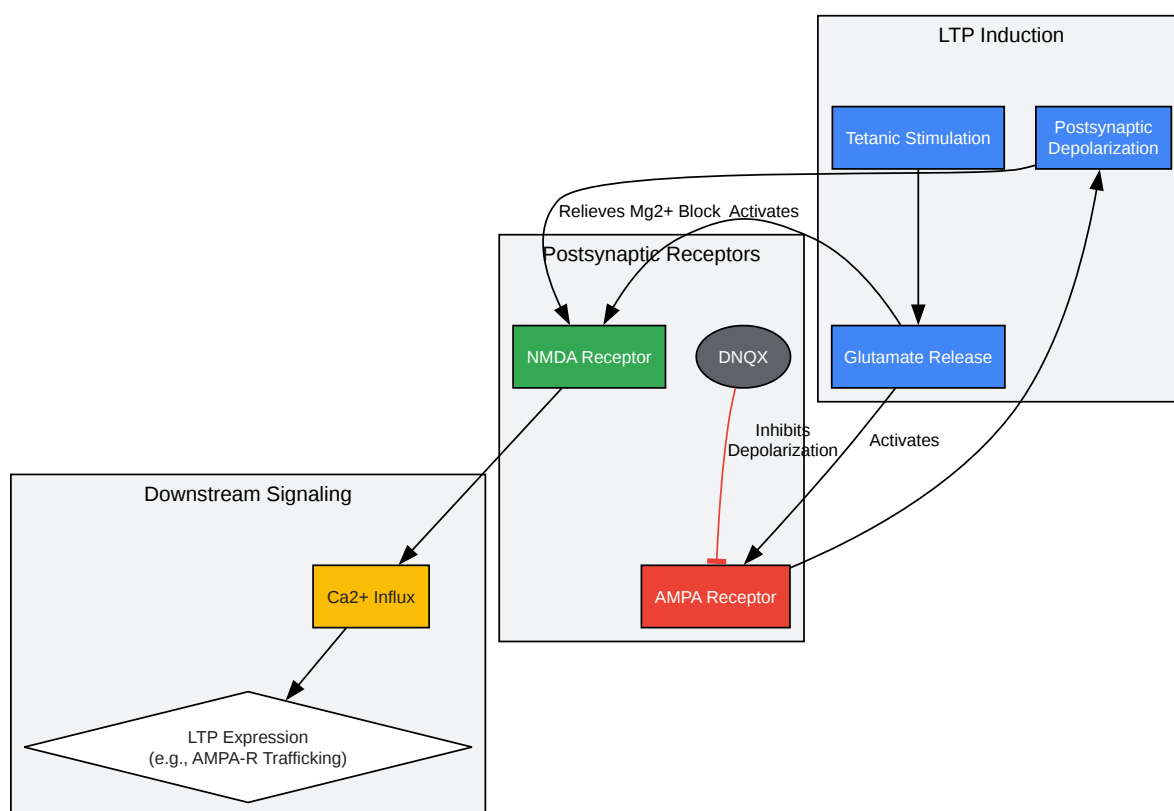 LTP Induction
Tetanic Stimulation
Postsynaptic
Depolarization
Relieves Mg2+ Block
Activates
Postsynaptic Receptors
NMDA Receptor
DNQX
Glutamate Release
Inhibits
Depolarization
Activates
Downstream Signaling
Ca2+ Influx
AMPA Receptor
LTP Expression
(e.g., AMPA-R Trafficking)